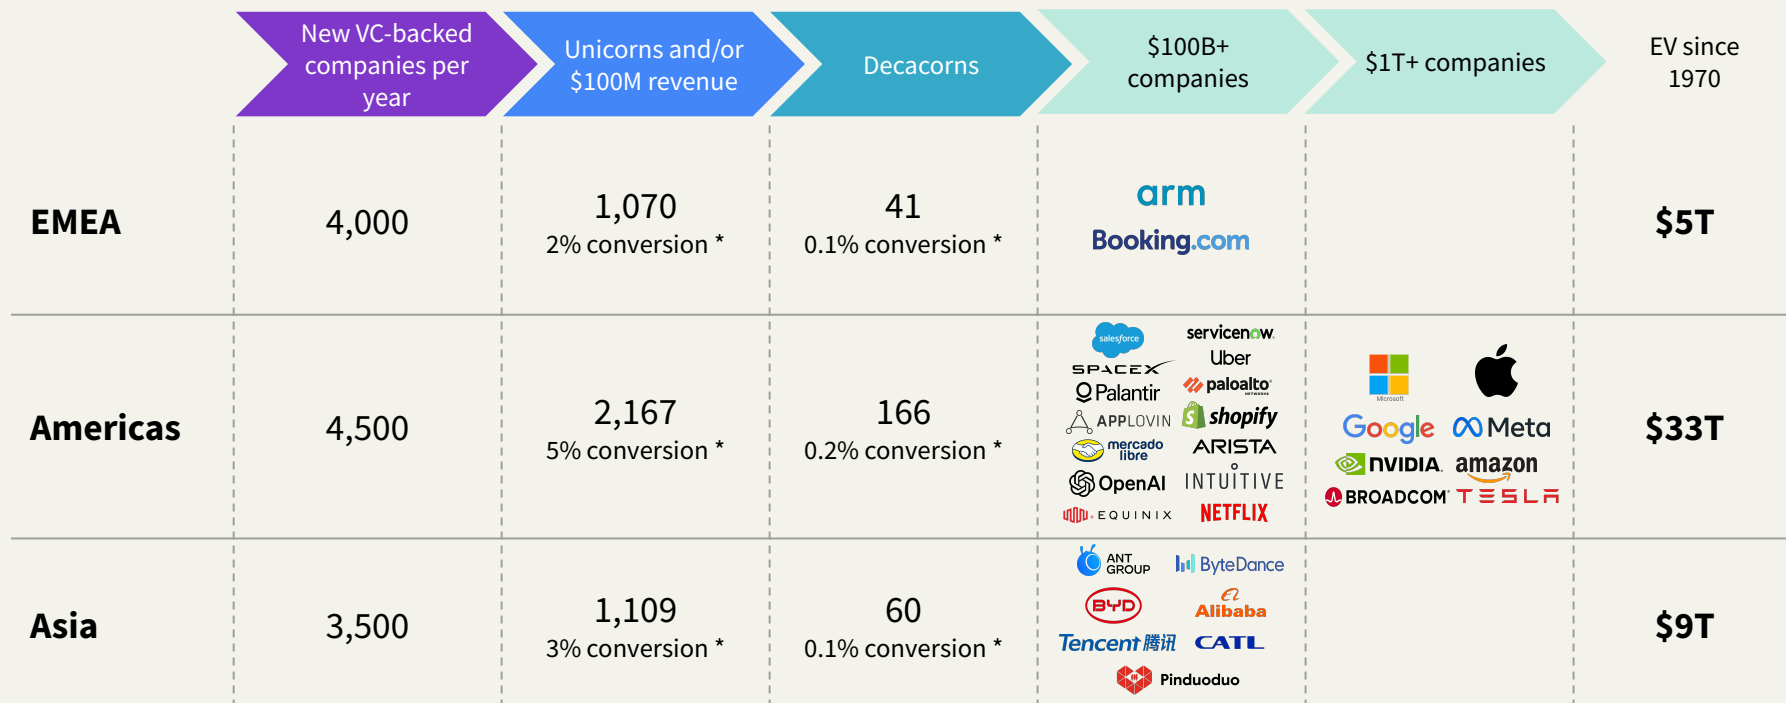 New VC-backed
companies per
year
Unicorns and/or
$100M revenue
Decacorns
$100B+
companies
$1T+ companies
EV since
1970
EMEA
4,000
1,070
2% conversion *
41
0.1% conversion *
arm
Booking.com
$5T
Americas
4,500
2,167
5% conversion *
166
0.2% conversion *
salesforce
servicenow
SPACEX
Uber
Palantir
paloalto
NETWORKS
APPLOVIN
shopify
mercado
libre
ARISTA
OpenAI
INTUITIVE
EQUINIX
NETFLIX
Microsoft
Google
Meta
NVIDIA
amazon
BROADCOM
TESLA
$33T
Asia
3,500
1,109
3% conversion *
60
0.1% conversion *
ANT
GROUP
ByteDance
BYD
Alibaba
Tencent 腾讯
CATL
Pinduoduo
$9T